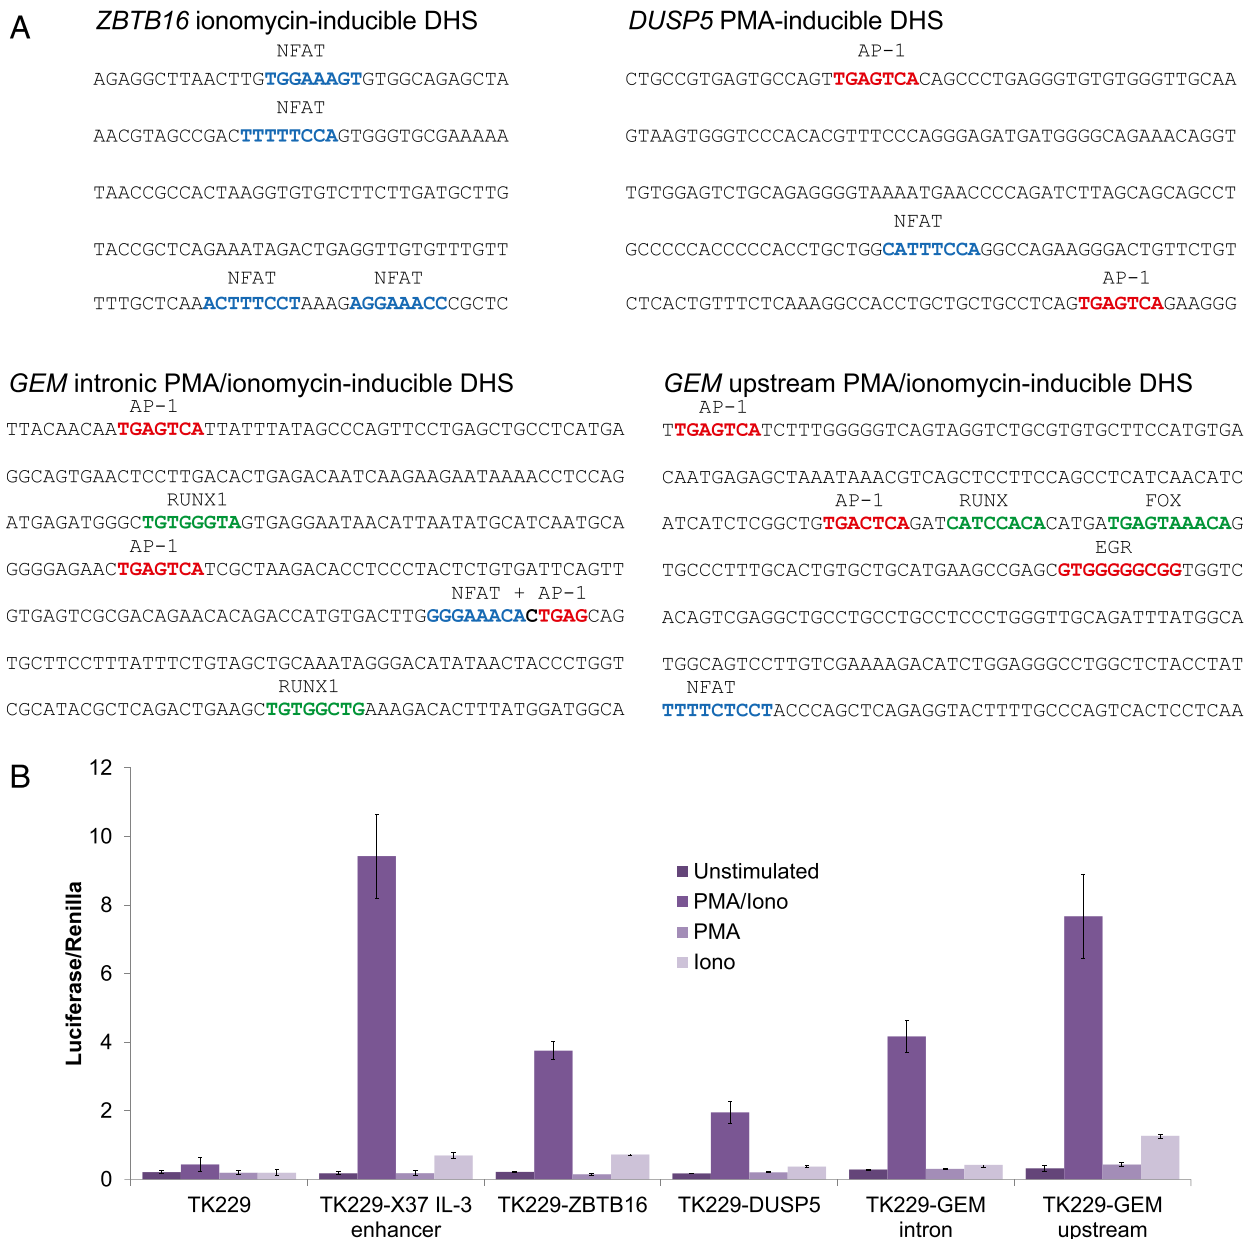 A
ZBTB16 ionomycin-inducible DHS
NFAT
AGAGGCTTAACTTGTGGAAAGTGTGGCAGAGCTA
NFAT
AACGTAGCCGACTTTTTCCAGTGGGTGCGAAAAA
TAACCGCCACTAAGGTGTGTCTTCTTGATGCTTG
TACCGCTCAGAAATAGACTGAGGTTGTGTTTGTT
NFAT NFAT
TTTGCTCAAACTTTCCTAAAGAGGAAACCCGCTC
DUSP5 PMA-inducible DHS
AP-1
CTGCCGTGAGTGCCAGTTGAGTCACAGCCCTGAGGGTGTGTGGGTTGCAA
GTAAGTGGGTCCCACACGTTTCCCAGGGAGATGATGGGGCAGAAACAGGT
TGTGGAGTCTGCAGAGGGGTAAAATGAACCCCAGATCTTAGCAGCAGCCT
NFAT
GCCCCCACCCCCACCTGCTGGCATTTCCAGGCCAGAAGGGACTGTTCTGT
AP-1
CTCACTGTTTCTCAAAGGCCACCTGCTGCTGCCTCAGTGAGTCAGAAGGG
GEM intronic PMA/ionomycin-inducible DHS
AP-1
TTACAACAATGAGTCATTATTTATAGCCCAGTTCCTGAGCTGCCTCATGA
GGCAGTGAACTCCTTGACACTGAGACAATCAAGAAGAATAAAACCTCCAG
RUNX1
ATGAGATGGGCTGTGGGTAGTGAGGAATAACATTAATATGCATCAATGCA
AP-1
GGGGAGAACTGAGTCATCGCTAAGACACCTCCCTACTCTGTGATTCAGTT
NFAT + AP-1
GTGAGTCGCGACAGAACACAGACCATGTGACTTGGGGAAACACTGAGCAG
TGCTTCCTTTATTTCTGTAGCTGCAAATAGGGACATATAACTACCCTGGT
RUNX1
CGCATACGCTCAGACTGAAGCTGTGGCTGAAAGACACTTTATGGATGGCA
GEM upstream PMA/ionomycin-inducible DHS
AP-1
TTGAGTCATCTTTGGGGGTCAGTAGGTCTGCGTGTGCTTCCATGTGA
CAATGAGAGCTAAATAAACGTCAGCTCCTTCCAGCCTCATCAACATC
AP-1 RUNX FOX
ATCATCTCGGCTGTGACTCAGATCATCCACACATGATGAGTAAACAG
EGR
TGCCCTTTGCACTGTGCTGCATGAAGCCGAGCGTGGGGGCGGTGGTC
ACAGTCGAGGCTGCCTGCCTGCCTCCCTGGGTTGCAGATTTATGGCA
TGGCAGTCCTTGTCGAAAAGACATCTGGAGGGCCTGGCTCTACCTAT
NFAT
TTTTCTCCTACCCAGCTCAGAGGTACTTTTGCCCAGTCACTCCTCAA
B
12
10
8
6
4
2
0
Luciferase/Renilla
Unstimulated
PMA/Iono
PMA
Iono
TK229
TK229-X37 IL-3
enhancer
TK229-ZBTB16
TK229-DUSP5
TK229-GEM
intron
TK229-GEM
upstream